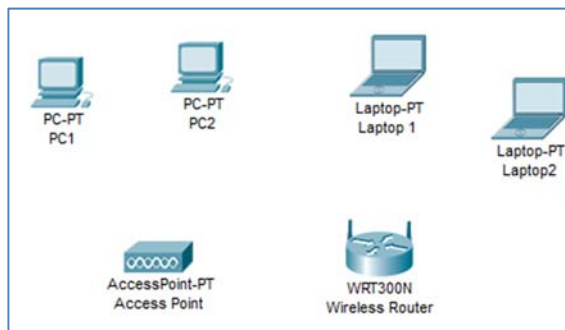 PC-PT
PC1
PC-PT
PC2
Laptop-PT
Laptop 1
Laptop-PT
Laptop2
AccessPoint-PT
Access Point
WRT300N
Wireless Router